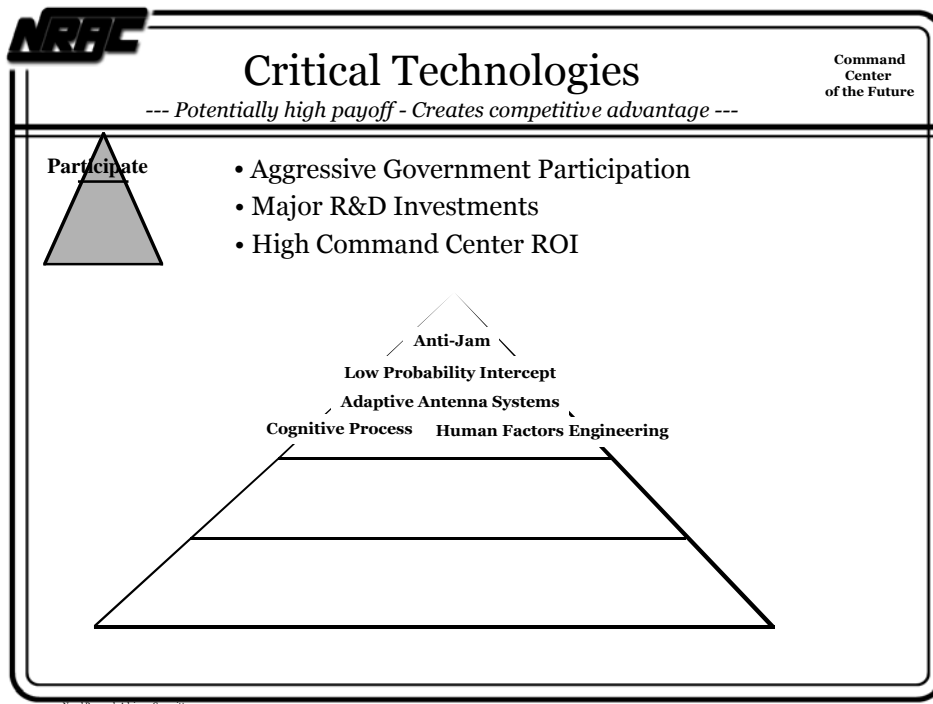 NRAC
Critical Technologies
Command
Center
of the Future
--- Potentially high payoff - Creates competitive advantage ---
Participate
• Aggressive Government Participation
• Major R&D Investments
• High Command Center ROI
Anti-Jam
Low Probability Intercept
Adaptive Antenna Systems
Cognitive Process Human Factors Engineering